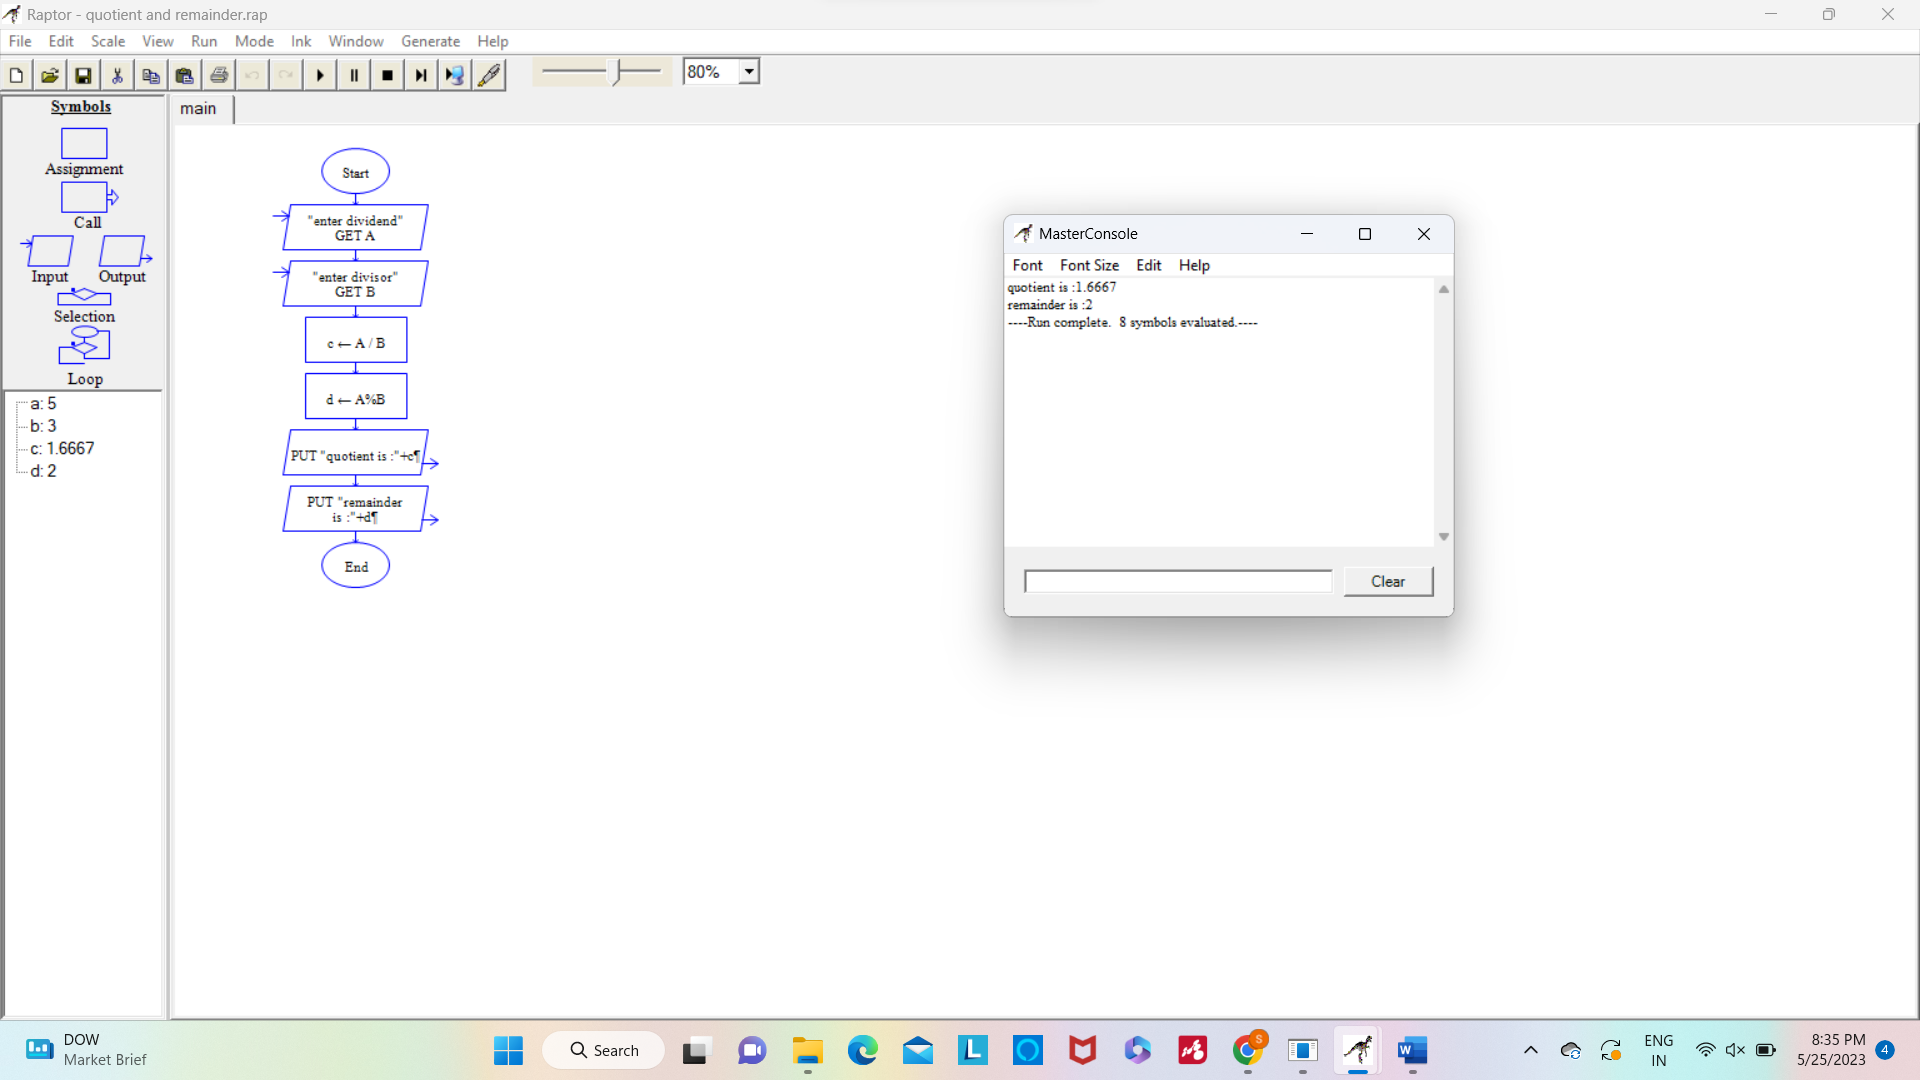 Raptor - quotient and remainder.rap
File Edit Scale View Run Mode Ink Window Generate Help
80%
Symbols
Assignment
Call
Input Output
Selection
Loop
a: 5
b: 3
c: 1.6667
d: 2
main
Start
"enter dividend"
GET A
"enter divisor"
GET B
c ← A / B
d ← A%B
PUT "quotient is :"+c¶
PUT "remainder
is :"+d¶
End
MasterConsole
Font Font Size Edit Help
quotient is :1.6667
remainder is :2
----Run complete.  8 symbols evaluated.----
Clear
DOW
Market Brief
Search
L
W
S
ENG
IN
8:35 PM
5/25/2023
4